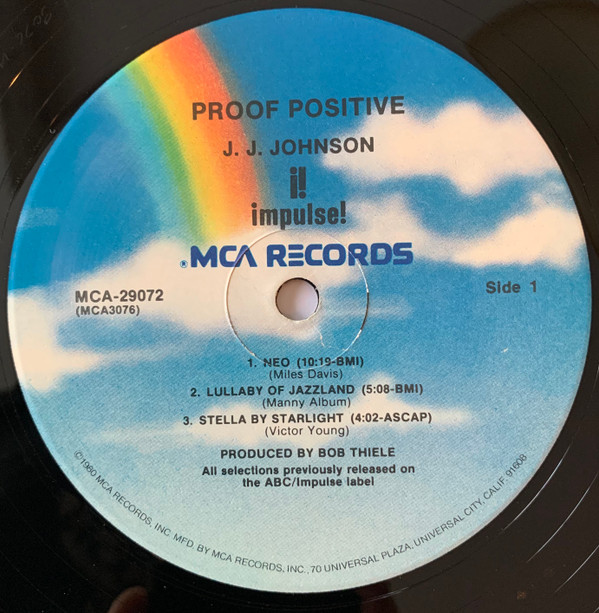 PROOF POSITIVE
J. J. JOHNSON
i!
impulse!
®MCA RECORDS
MCA-29072
(MCA3076)
Side 1
1. NEO (10:19-BMI)
(Miles Davis)
2. LULLABY OF JAZZLAND (5:08-BMI)
(Manny Album)
3. STELLA BY STARLIGHT (4:02-ASCAP)
(Victor Young)
PRODUCED BY BOB THIELE
All selections previously released on
the ABC/Impulse label
©1980 MCA RECORDS, INC. MFD. BY MCA RECORDS, INC., 70 UNIVERSAL PLAZA, UNIVERSAL CITY, CALIF. 91608